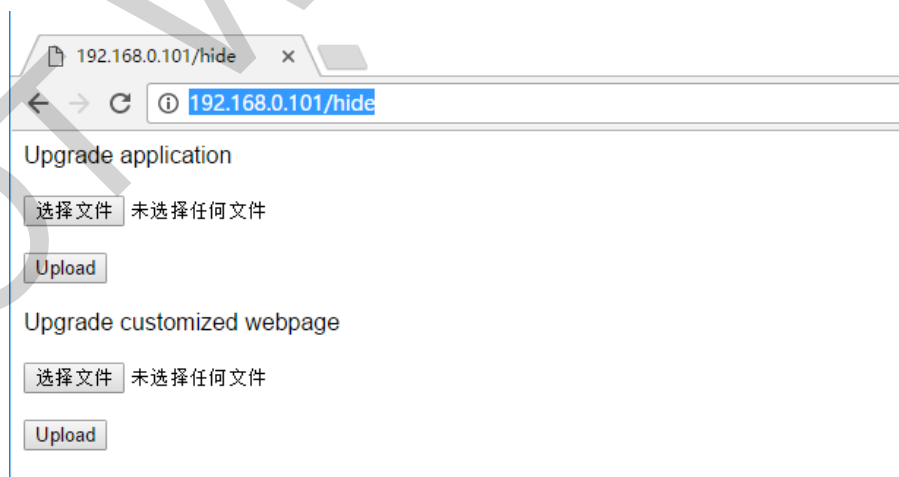 192.168.0.101/hide
192.168.0.101/hide
Upgrade application
选择文件 未选择任何文件
Upload
Upgrade customized webpage
选择文件 未选择任何文件
Upload